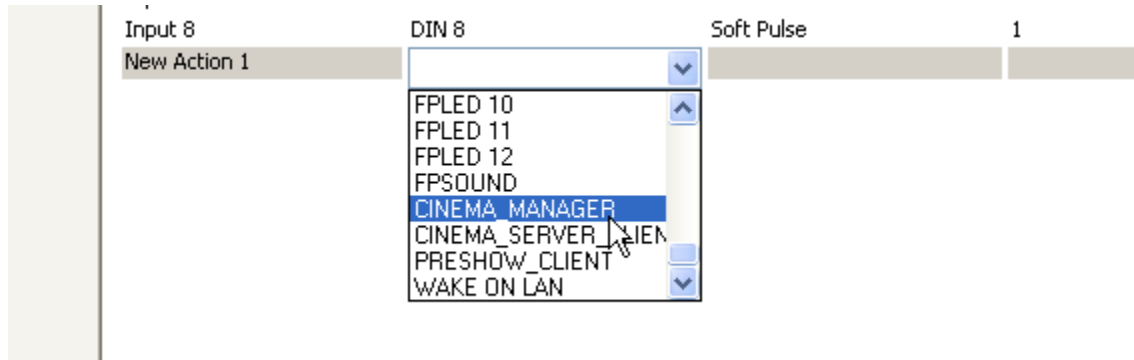 Input 8 DIN 8 Soft Pulse 1
New Action 1
FPLED 10
FPLED 11
FPLED 12
FPSOUND
CINEMA_MANAGER
CINEMA_SERVER_
PRESHOW_CLIENT
WAKE ON LAN